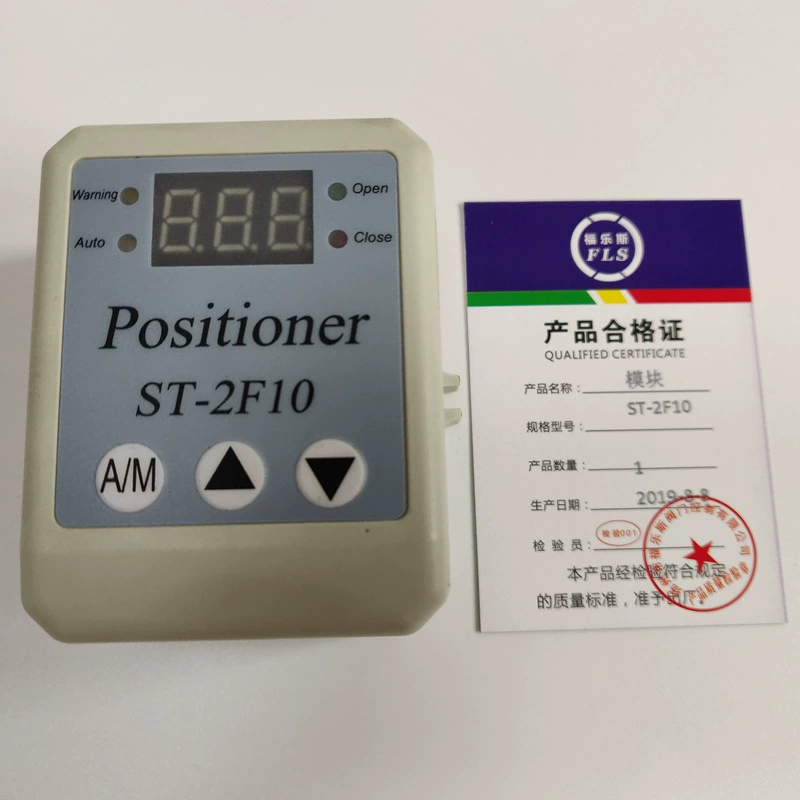 Warning
Auto
Open
Close
Positioner
ST-2F10
A/M
福乐斯
FLS
产品合格证
QUALIFIED CERTIFICATE
产品名称: 模块
规格型号: ST-2F10
产品数量: 1
生产日期: 2019-8-8
检验员: 检验001
本产品经检验符合规定
的质量标准，准予出厂。